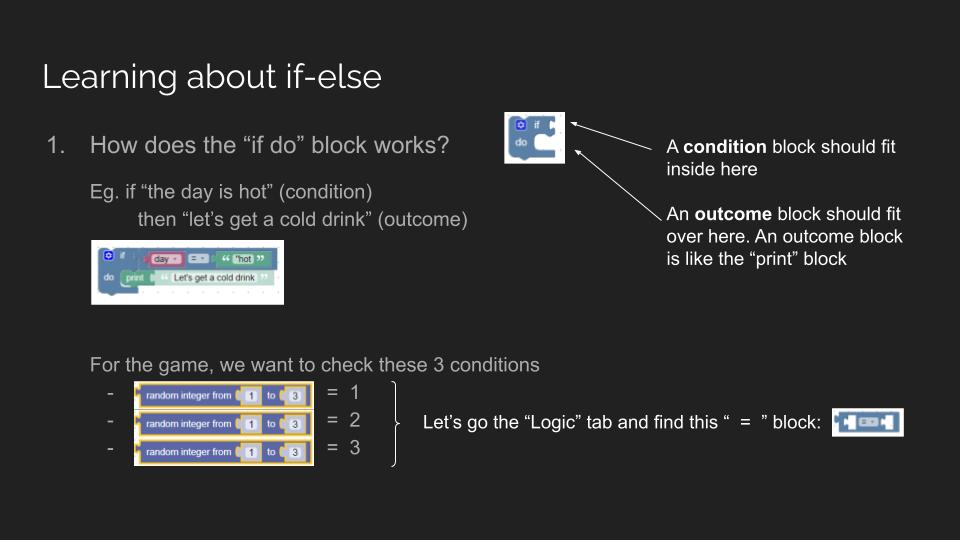 Learning about if-else
1. How does the “if do” block works?
Eg. if “the day is hot” (condition)
then “let’s get a cold drink” (outcome)
if day = “ "hot ”
do print “ Let's get a cold drink
if
do
A condition block should fit
inside here
An outcome block should fit
over here. An outcome block
is like the “print” block
For the game, we want to check these 3 conditions
- random integer from 1 to 3 = 1
- random integer from 1 to 3 = 2
- random integer from 1 to 3 = 3
Let’s go the “Logic” tab and find this “ = ” block: =